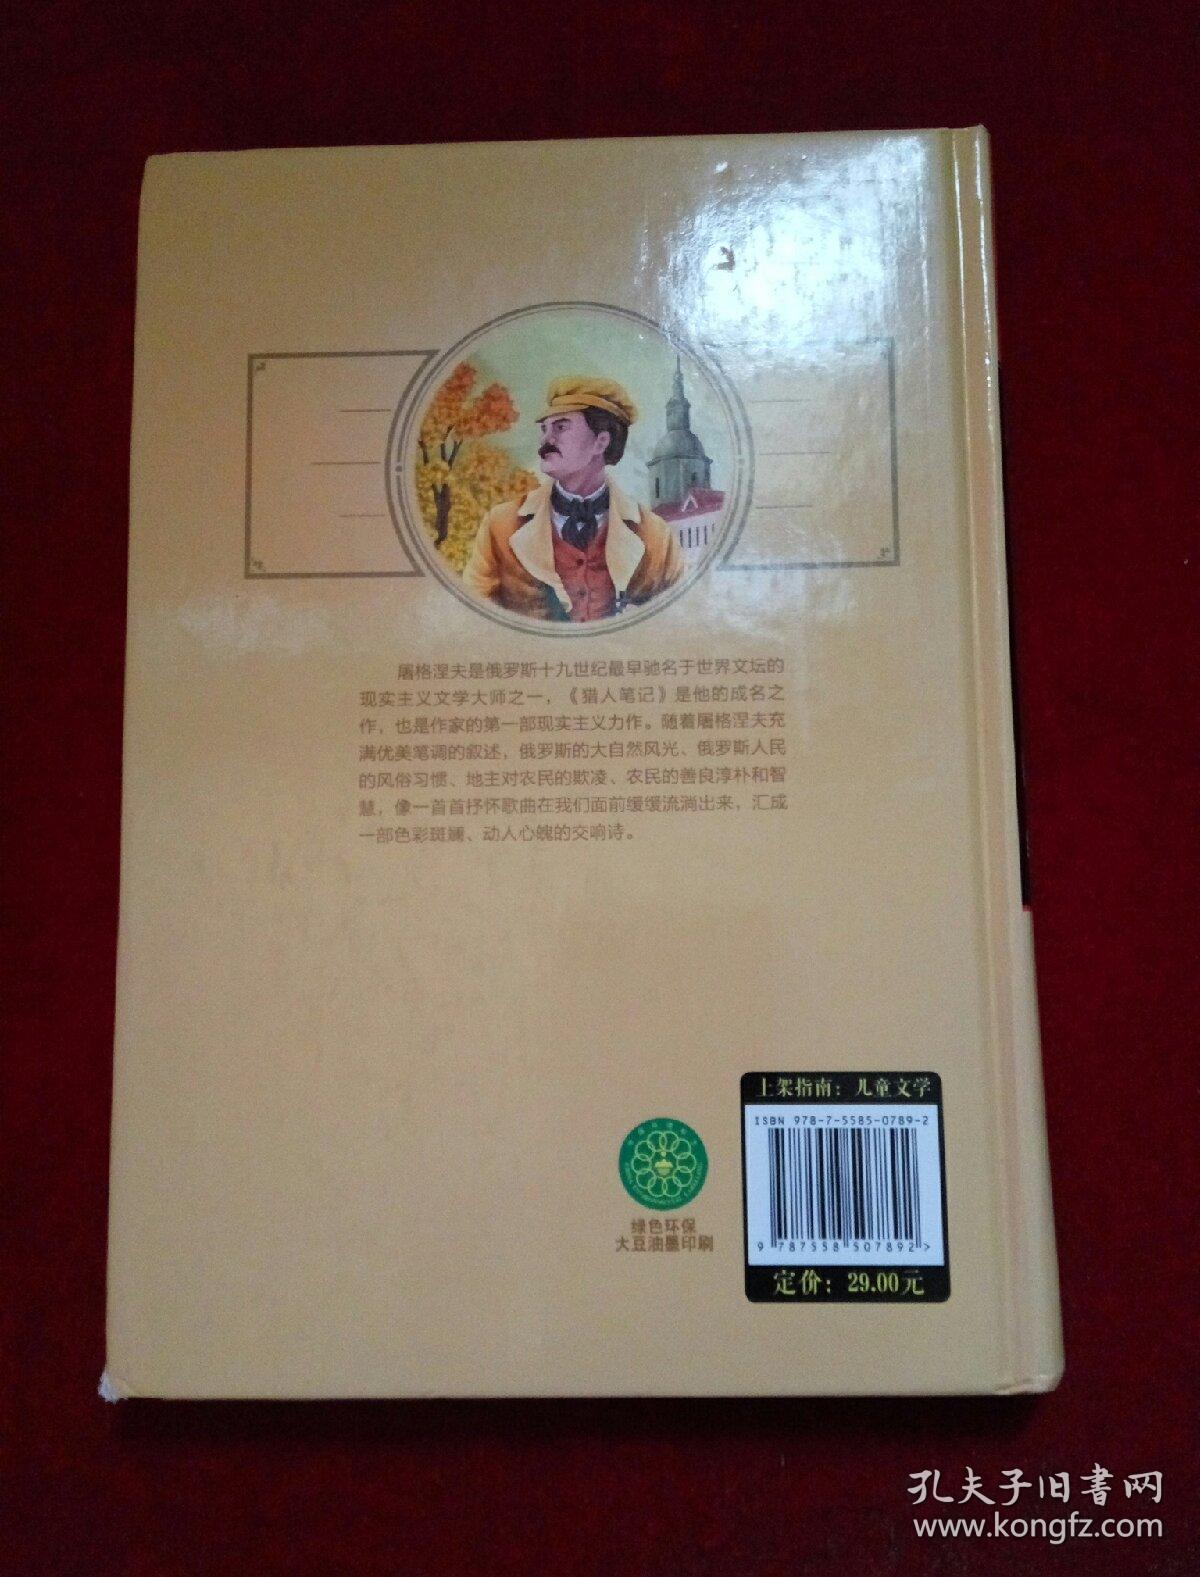 屠格涅夫是俄罗斯十九世纪最早驰名于世界文坛的
现实主义文学大师之一，《猎人笔记》是他的成名之
作，也是作家的第一部现实主义力作。随着屠格涅夫充
满优美笔调的叙述，俄罗斯的大自然风光、俄罗斯人民
的风俗习惯、地主对农民的欺凌、农民的善良淳朴和智
慧，像一首首抒怀歌曲在我们面前缓缓流淌出来，汇成
一部色彩斑斓、动人心魄的交响诗。
上架指南：儿童文学
ISBN 978-7-5585-0789-2
9 787558 507892 >
定价：29.00元
绿色环保
大豆油墨印刷
孔夫子旧书网
www.kongfz.com